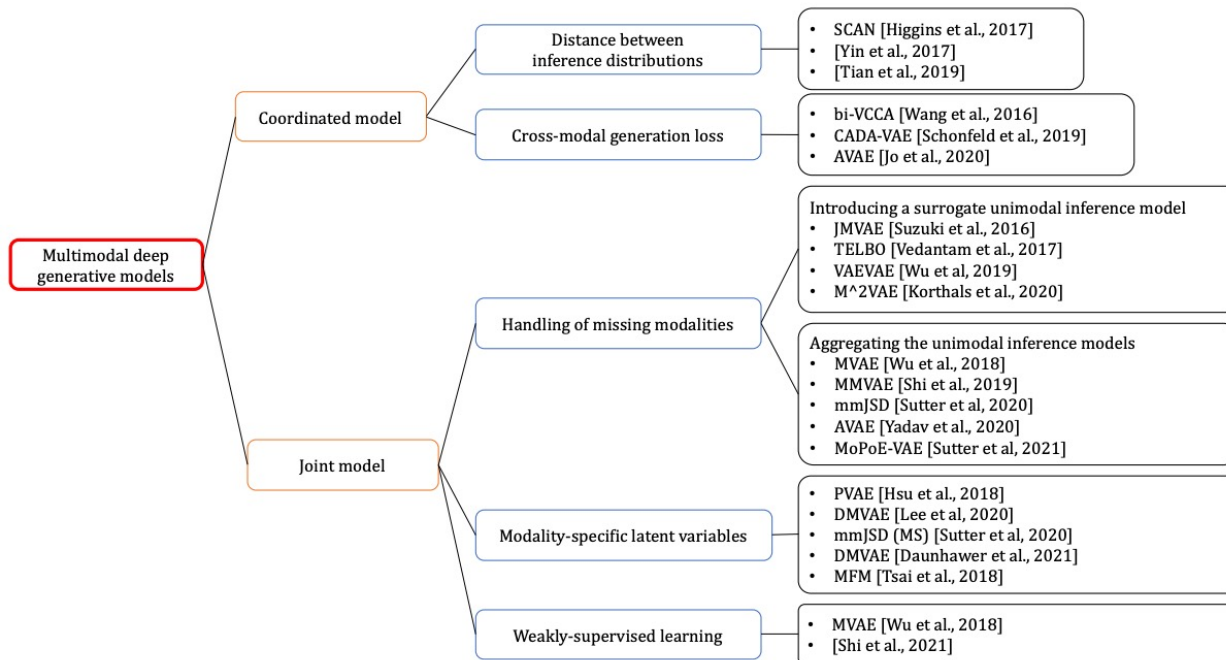 Multimodal deep
generative models
Coordinated model
Distance between
inference distributions
• SCAN [Higgins et al., 2017]
• [Yin et al., 2017]
• [Tian et al., 2019]
Cross-modal generation loss
• bi-VCCA [Wang et al., 2016]
• CADA-VAE [Schonfeld et al., 2019]
• AVAE [Jo et al., 2020]
Joint model
Handling of missing modalities
Introducing a surrogate unimodal inference model
• JMVAE [Suzuki et al., 2016]
• TELBO [Vedantam et al., 2017]
• VAEVAE [Wu et al, 2019]
• M^2VAE [Korthals et al., 2020]
Aggregating the unimodal inference models
• MVAE [Wu et al., 2018]
• MMVAE [Shi et al., 2019]
• mmJSD [Sutter et al, 2020]
• AVAE [Yadav et al., 2020]
• MoPoE-VAE [Sutter et al., 2021]
Modality-specific latent variables
• PVAE [Hsu et al., 2018]
• DMVAE [Lee et al, 2020]
• mmJSD (MS) [Sutter et al, 2020]
• DMVAE [Daunhawer et al., 2021]
• MFM [Tsai et al., 2018]
Weakly-supervised learning
• MVAE [Wu et al., 2018]
• [Shi et al., 2021]